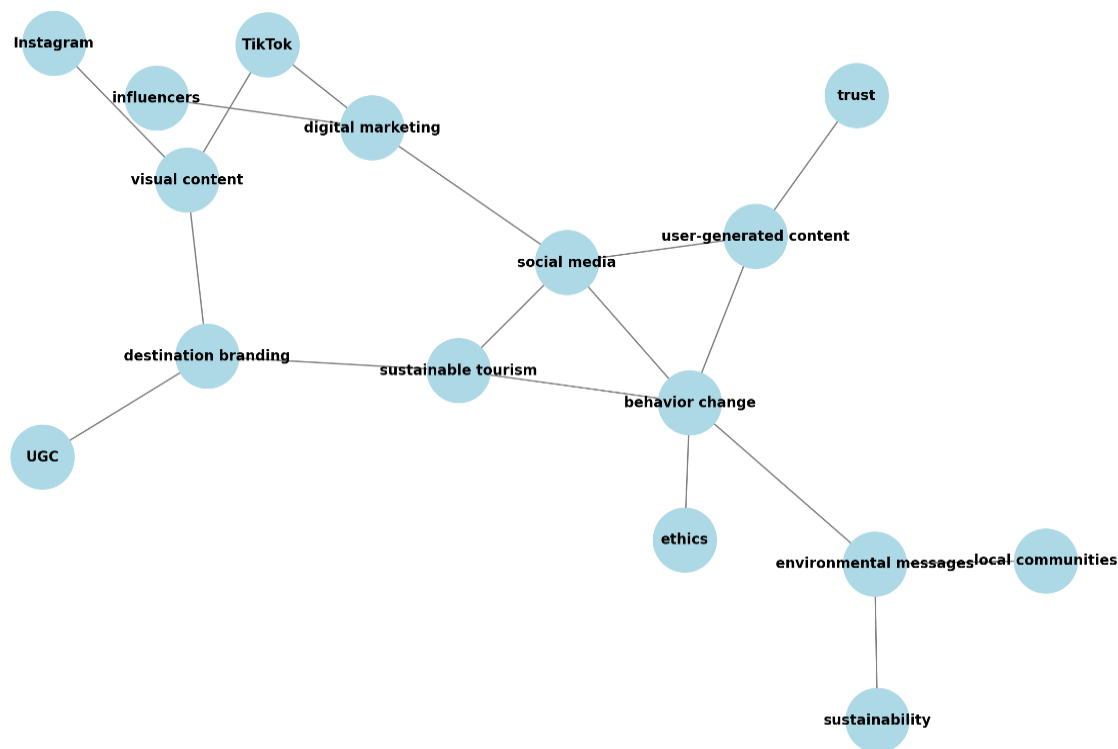 Instagram
TikTok
influencers
trust
digital marketing
visual content
user-generated content
social media
destination branding
sustainable tourism
behavior change
UGC
ethics
environmental messages
local communities
sustainability